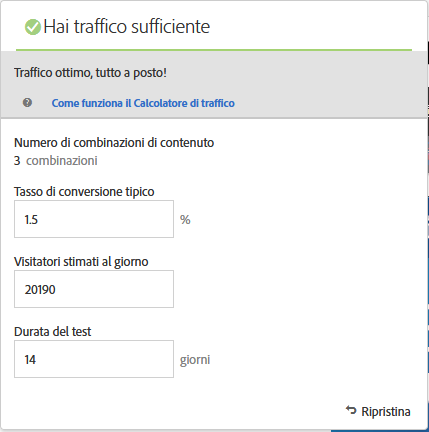 Hai traffico sufficiente
Traffico ottimo, tutto a posto!
Come funziona il Calcolatore di traffico
Numero di combinazioni di contenuto
3 combinazioni
Tasso di conversione tipico
1.5 %
Visitatori stimati al giorno
20190
Durata del test
14 giorni
Ripristina